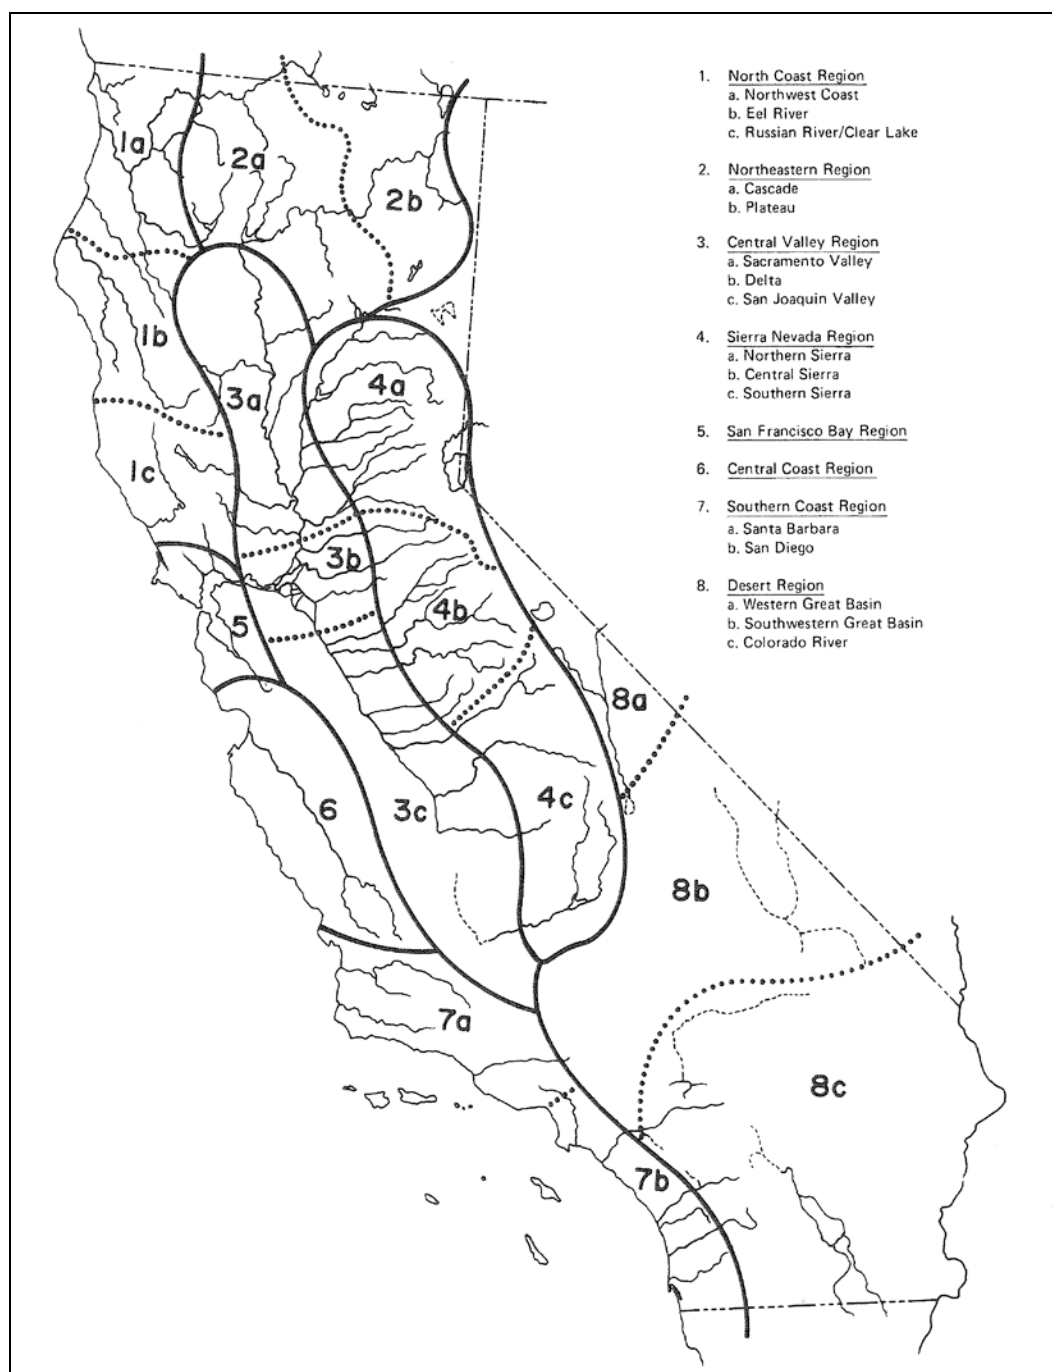 1. North Coast Region
a. Northwest Coast
b. Eel River
c. Russian River/Clear Lake
2. Northeastern Region
a. Cascade
b. Plateau
3. Central Valley Region
a. Sacramento Valley
b. Delta
c. San Joaquin Valley
4. Sierra Nevada Region
a. Northern Sierra
b. Central Sierra
c. Southern Sierra
5. San Francisco Bay Region
6. Central Coast Region
7. Southern Coast Region
a. Santa Barbara
b. San Diego
8. Desert Region
a. Western Great Basin
b. Southwestern Great Basin
c. Colorado River
1a
2a
2b
1b
3a
4a
1c
3b
4b
5
8a
6
3c
4c
8b
7a
8c
7b